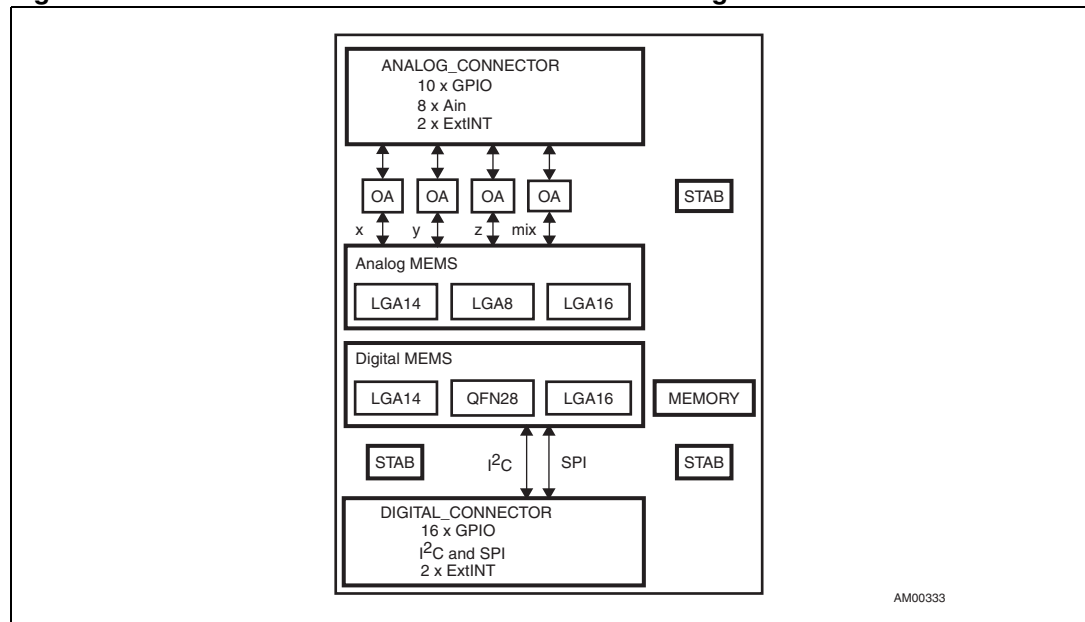 ANALOG_CONNECTOR
10 x GPIO
8 x Ain
2 x ExtINT
OA OA OA OA STAB
x y z mix
Analog MEMS
LGA14 LGA8 LGA16
Digital MEMS
LGA14 QFN28 LGA16 MEMORY
STAB I²C SPI STAB
DIGITAL_CONNECTOR
16 x GPIO
I²C and SPI
2 x ExtINT
AM00333